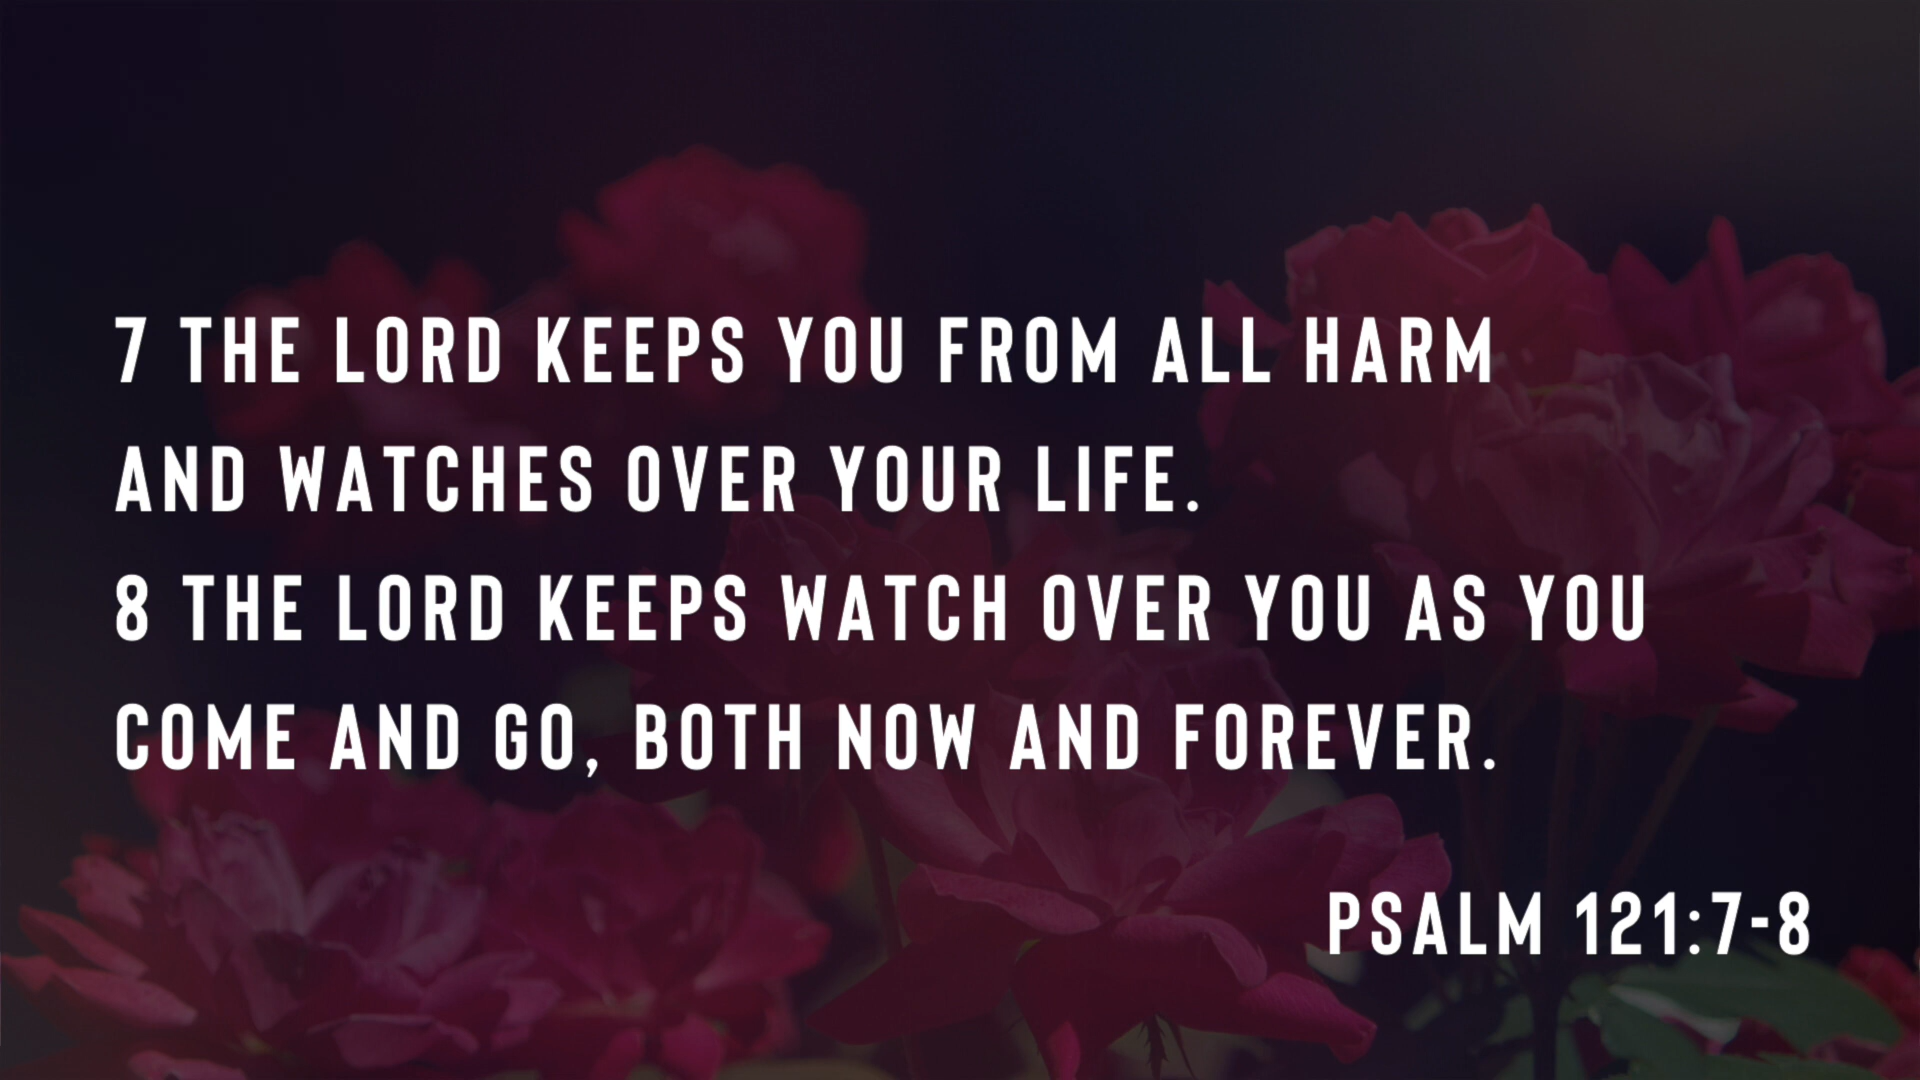 7 THE LORD KEEPS YOU FROM ALL HARM
AND WATCHES OVER YOUR LIFE.
8 THE LORD KEEPS WATCH OVER YOU AS YOU
COME AND GO, BOTH NOW AND FOREVER.
PSALM 121:7-8